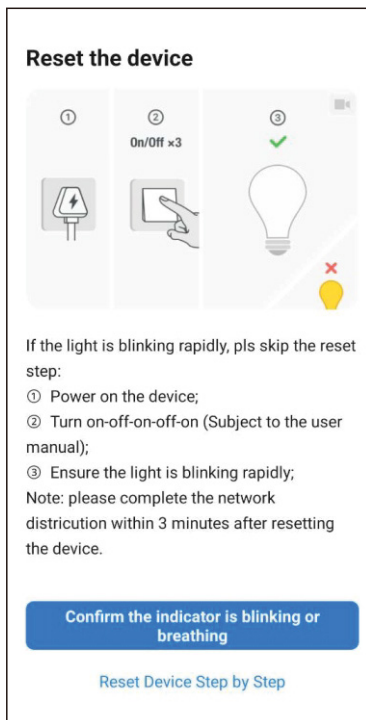 Reset the device
① ② ③
On/Off ×3
If the light is blinking rapidly, pls skip the reset
step:
① Power on the device;
② Turn on-off-on-off-on (Subject to the user
manual);
③ Ensure the light is blinking rapidly;
Note: please complete the network
districution within 3 minutes after resetting
the device.
Confirm the indicator is blinking or
breathing
Reset Device Step by Step